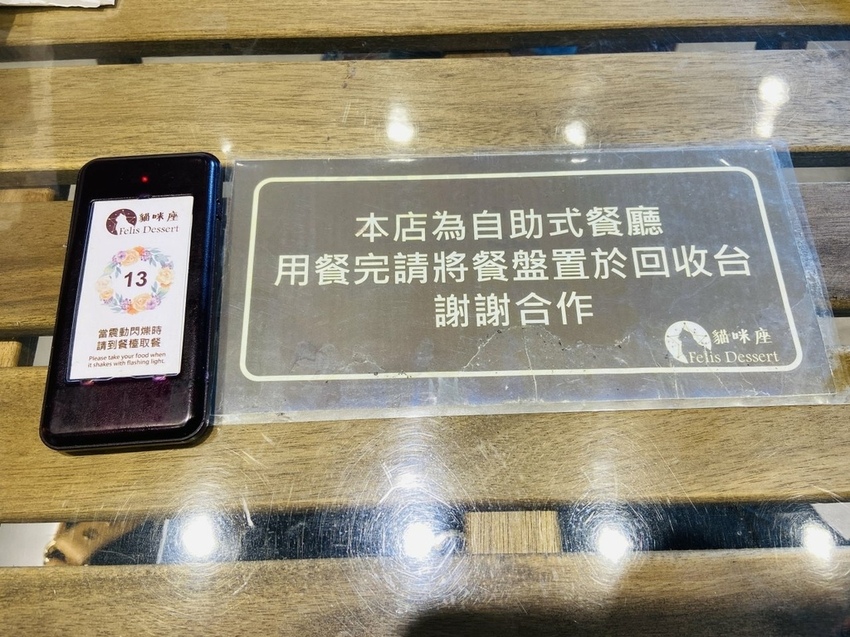 貓咪座
Felis Dessert
13
當震動閃爍時
請到餐檯取餐
Please take your food when
it shakes with flashing light.
本店為自助式餐廳
用餐完請將餐盤置於回收台
謝謝合作
貓咪座
Felis Dessert